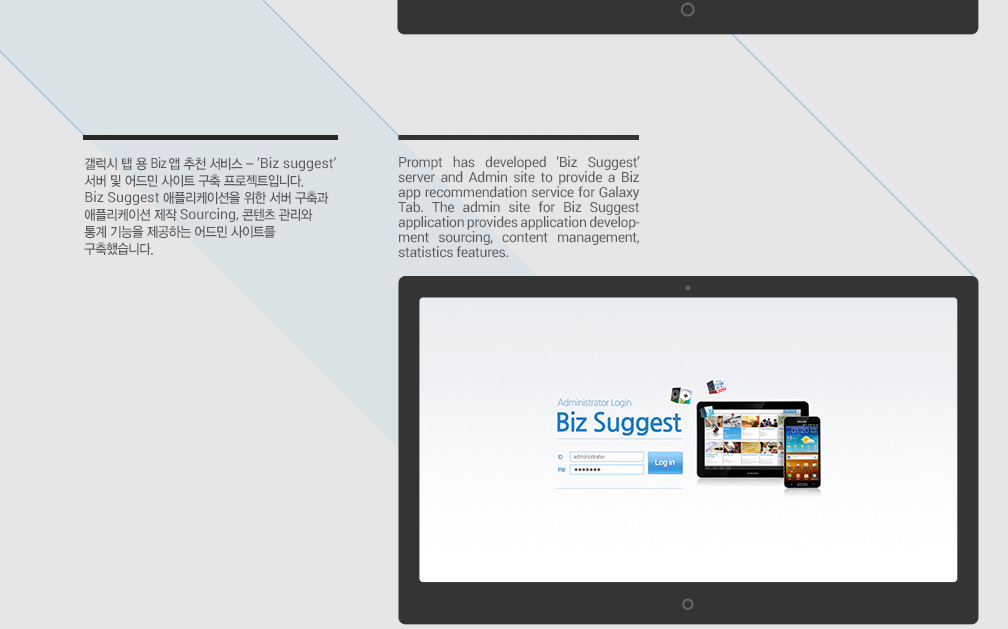 갤럭시 탭 용 Biz 앱 추천 서비스 – 'Biz suggest'
서버 및 어드민 사이트 구축 프로젝트입니다.
Biz Suggest 애플리케이션을 위한 서버 구축과
애플리케이션 제작 Sourcing, 콘텐츠 관리와
통계 기능을 제공하는 어드민 사이트를
구축했습니다.
Prompt has developed 'Biz Suggest'
server and Admin site to provide a Biz
app recommendation service for Galaxy
Tab. The admin site for Biz Suggest
application provides application develop-
ment sourcing, content management,
statistics features.
Administrator Login
Biz Suggest
ID administrator
PW •••••••
Log in